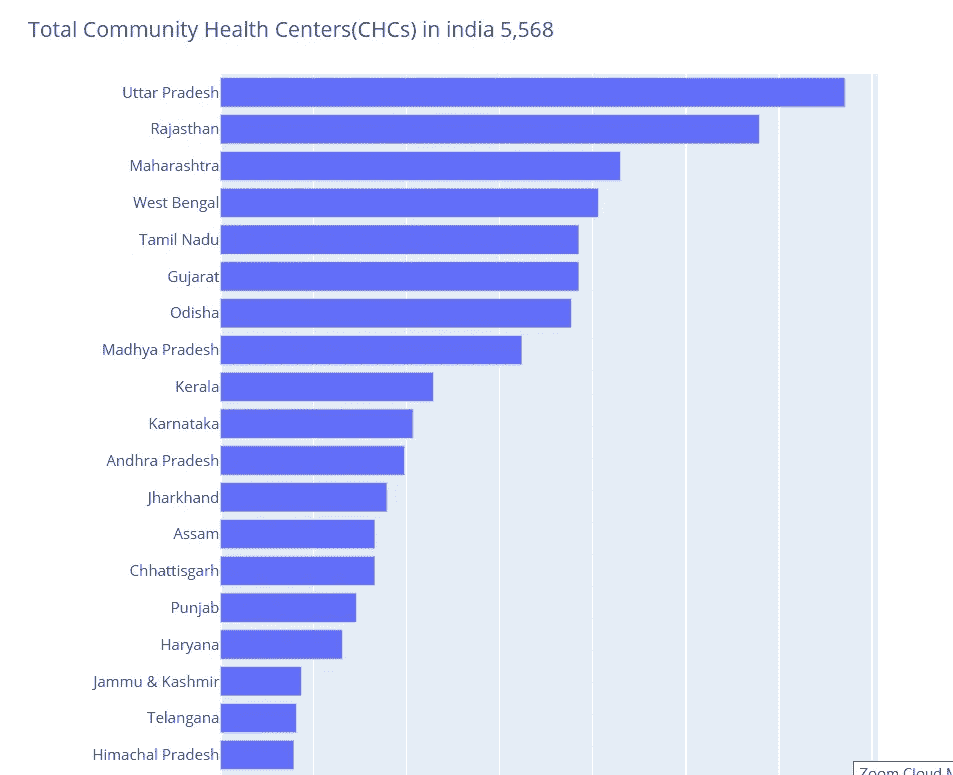 Total Community Health Centers(CHCs) in india 5,568
Uttar Pradesh
Rajasthan
Maharashtra
West Bengal
Tamil Nadu
Gujarat
Odisha
Madhya Pradesh
Kerala
Karnataka
Andhra Pradesh
Jharkhand
Assam
Chhattisgarh
Punjab
Haryana
Jammu & Kashmir
Telangana
Himachal Pradesh
Zoom Cloud